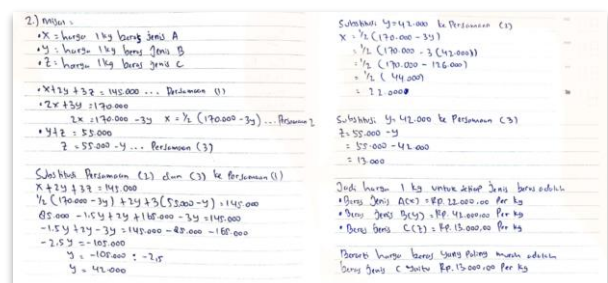 2.) Misal :
• X = harga 1 kg beras jenis A
• Y = harga 1 kg beras jenis B
• Z = harga 1 kg beras jenis C
• X + 2y + 3z = 145.000 ... Persamaan (1)
• 2x + 3y = 170.000
2x = 170.000 - 3y X = ½ (170.000 - 3y) ... Persamaan 2
• y + z = 55.000
z = 55.000 - y ... Persamaan (3)
Substitusi Persamaan (2) dan (3) ke Persamaan (1)
X + 2y + 3z = 145.000
½ (170.000 - 3y) + 2y + 3 (55.000 - y) = 145.000
85.000 - 1.5y + 2y + 165.000 - 3y = 145.000
-1.5y + 2y - 3y = 145.000 - 85.000 - 165.000
-2.5y = -105.000
y = -105.000 : -2,5
y = 42.000
Substitusi y = 42.000 ke Persamaan (2)
X = ½ (170.000 - 3y)
= ½ (170.000 - 3 (42.000))
= ½ (170.000 - 126.000)
= ½ (44.000)
= 22.000
Substitusi y = 42.000 ke Persamaan (3)
z = 55.000 - y
= 55.000 - 42.000
= 13.000
Jadi harga 1 kg untuk setiap jenis beras adalah
• Beras Jenis A(x) = Rp. 22.000,00 Per kg
• Beras Jenis B(y) = Rp. 42.000,00 Per kg
• Beras Jenis C(z) = Rp. 13.000,00 Per kg
Berarti harga beras yang paling murah adalah
beras jenis C yaitu Rp. 13.000,00 Per kg